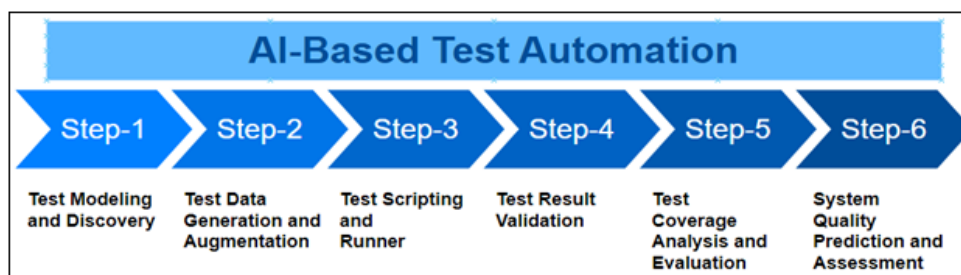 AI-Based Test Automation
Step-1
Step-2
Step-3
Step-4
Step-5
Step-6
Test Modeling
and Discovery
Test Data
Generation and
Augmentation
Test Scripting
and
Runner
Test Result
Validation
Test
Coverage
Analysis and
Evaluation
System
Quality
Prediction and
Assessment